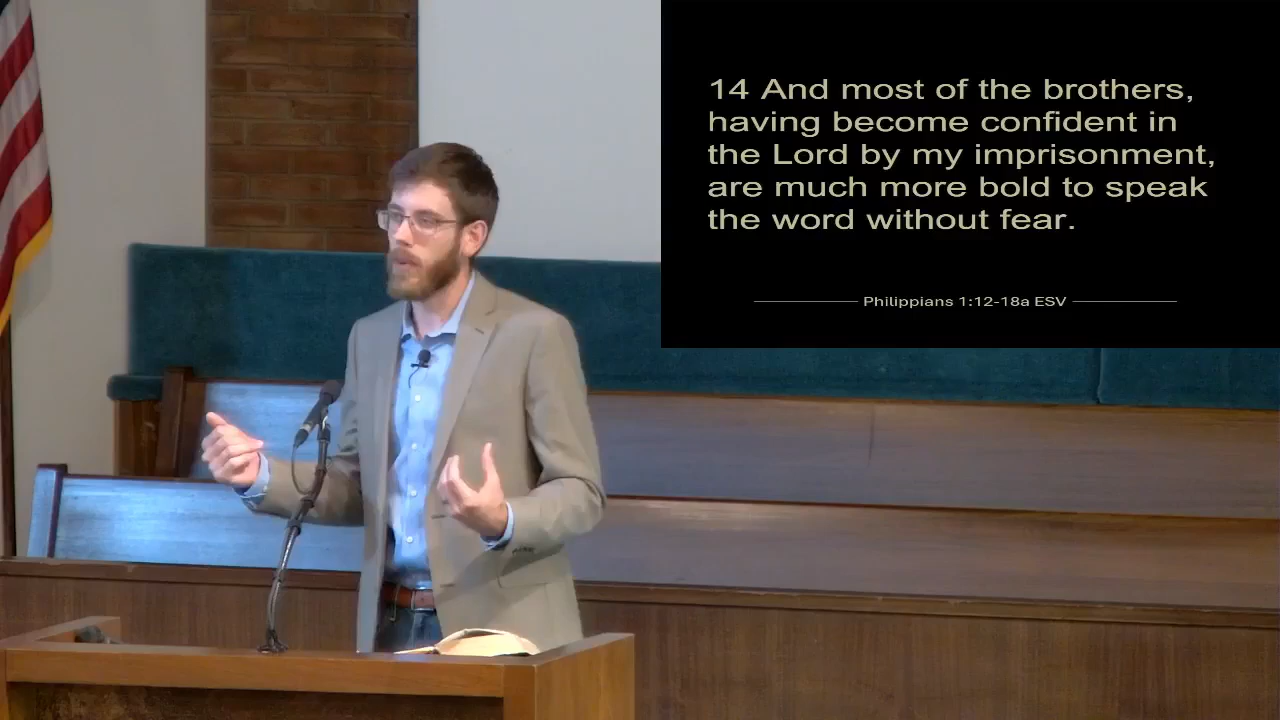 14 And most of the brothers,
having become confident in
the Lord by my imprisonment,
are much more bold to speak
the word without fear.
Philippians 1:12-18a ESV